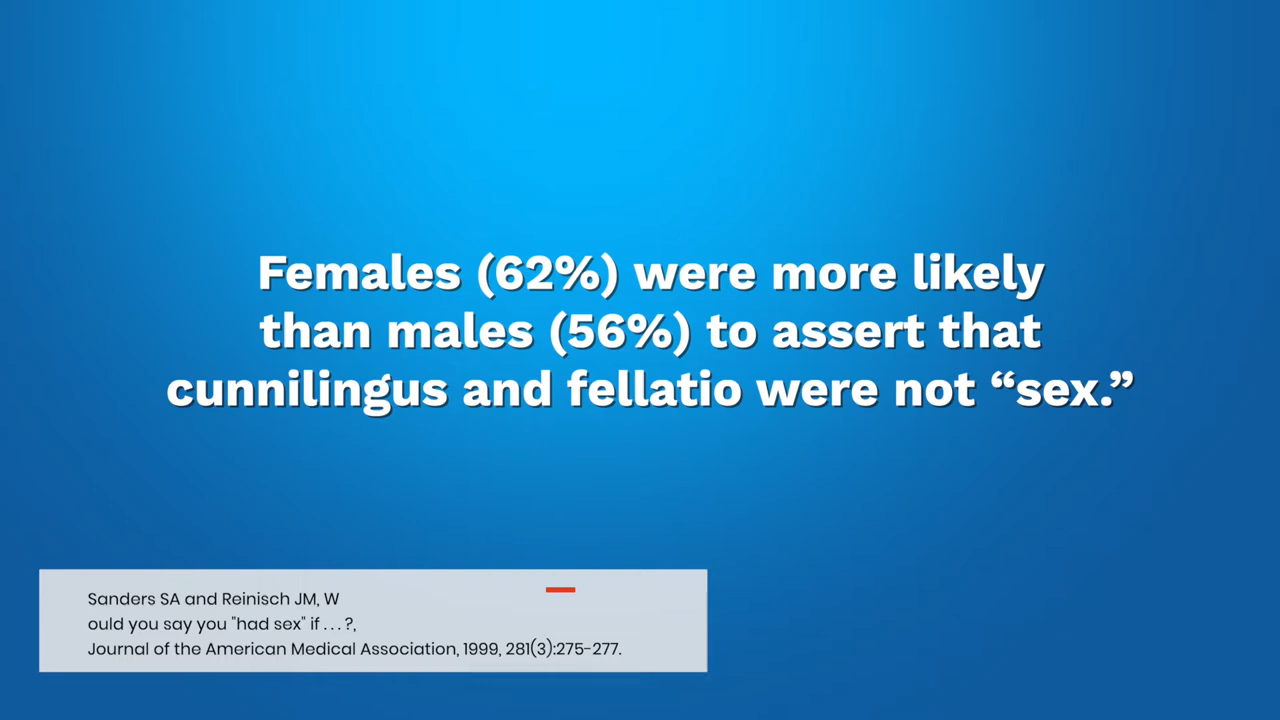 Females (62%) were more likely
than males (56%) to assert that
cunnilingus and fellatio were not “sex.”
Sanders SA and Reinisch JM, W
ould you say you "had sex" if . . . ?,
Journal of the American Medical Association, 1999, 281(3):275-277.